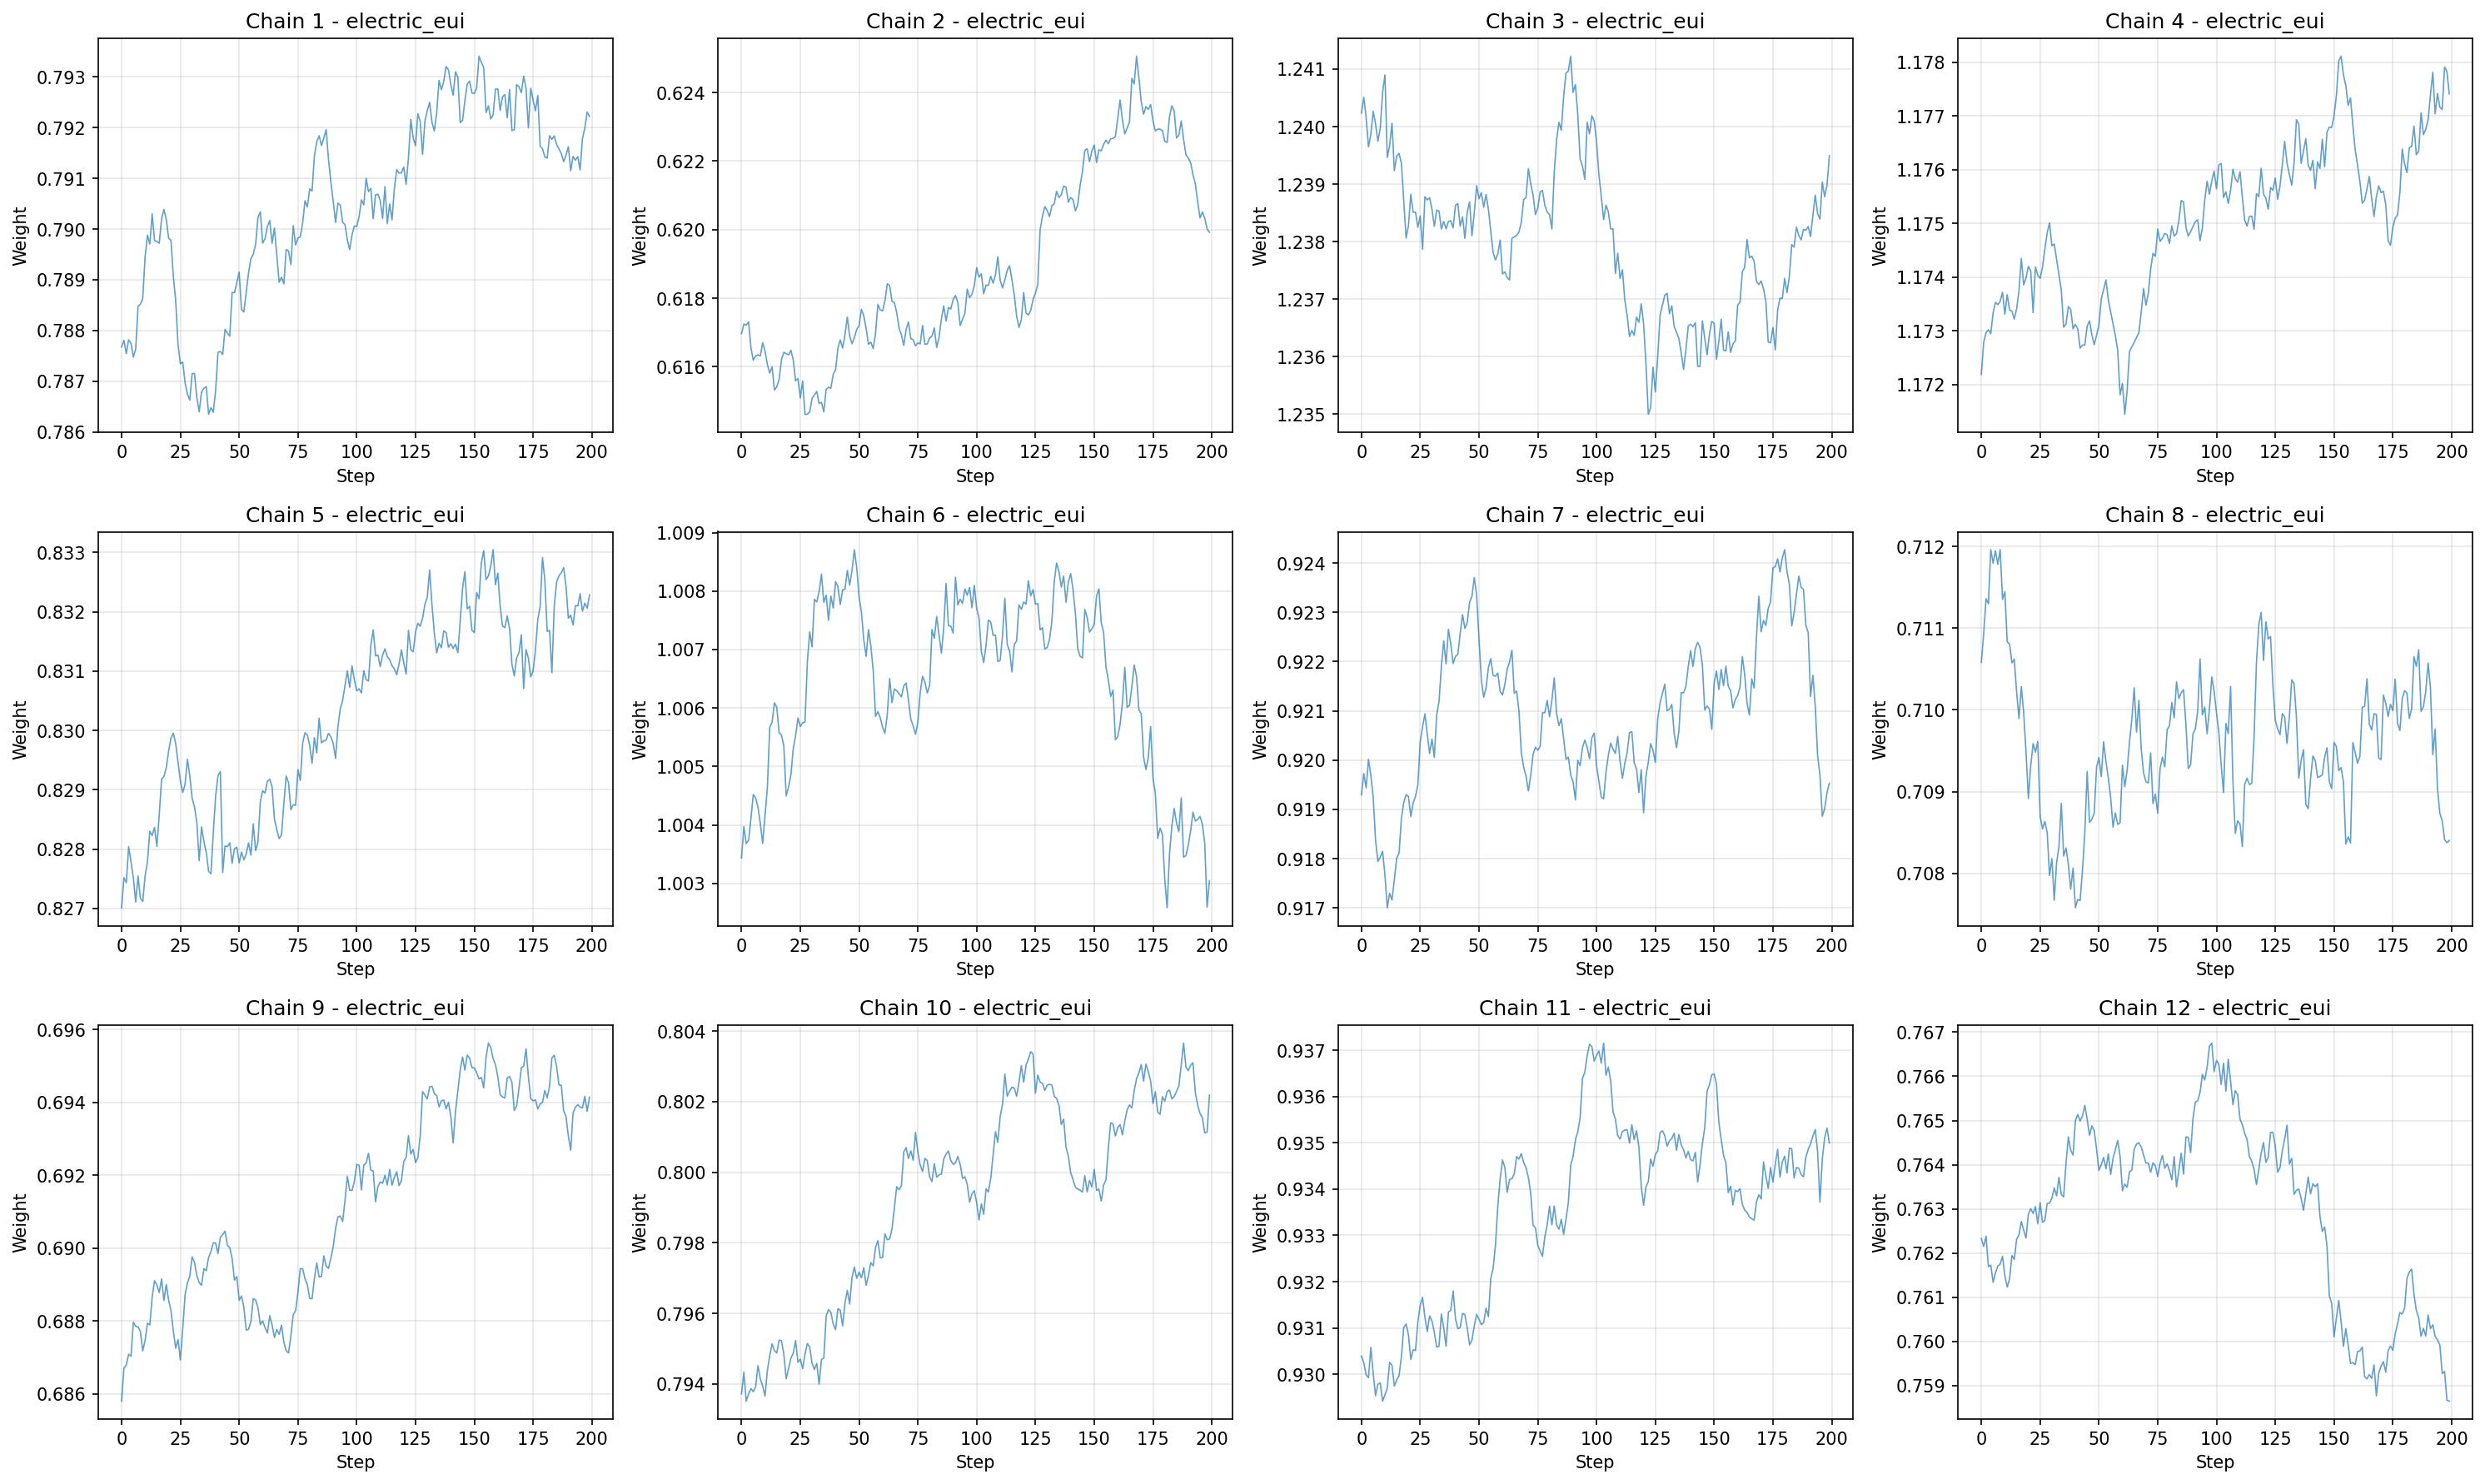 Chain 1 - electric_eui
Weight
0.793
0.792
0.791
0.790
0.789
0.788
0.787
0.786
0 25 50 75 100 125 150 175 200
Step
Chain 2 - electric_eui
Weight
0.624
0.622
0.620
0.618
0.616
0 25 50 75 100 125 150 175 200
Step
Chain 3 - electric_eui
Weight
1.241
1.240
1.239
1.238
1.237
1.236
1.235
0 25 50 75 100 125 150 175 200
Step
Chain 4 - electric_eui
Weight
1.178
1.177
1.176
1.175
1.174
1.173
1.172
0 25 50 75 100 125 150 175 200
Step
Chain 5 - electric_eui
Weight
0.833
0.832
0.831
0.830
0.829
0.828
0.827
0 25 50 75 100 125 150 175 200
Step
Chain 6 - electric_eui
Weight
1.009
1.008
1.007
1.006
1.005
1.004
1.003
0 25 50 75 100 125 150 175 200
Step
Chain 7 - electric_eui
Weight
0.924
0.923
0.922
0.921
0.920
0.919
0.918
0.917
0 25 50 75 100 125 150 175 200
Step
Chain 8 - electric_eui
Weight
0.712
0.711
0.710
0.709
0.708
0 25 50 75 100 125 150 175 200
Step
Chain 9 - electric_eui
Weight
0.696
0.694
0.692
0.690
0.688
0.686
0 25 50 75 100 125 150 175 200
Step
Chain 10 - electric_eui
Weight
0.804
0.802
0.800
0.798
0.796
0.794
0 25 50 75 100 125 150 175 200
Step
Chain 11 - electric_eui
Weight
0.937
0.936
0.935
0.934
0.933
0.932
0.931
0.930
0 25 50 75 100 125 150 175 200
Step
Chain 12 - electric_eui
Weight
0.767
0.766
0.765
0.764
0.763
0.762
0.761
0.760
0.759
0 25 50 75 100 125 150 175 200
Step